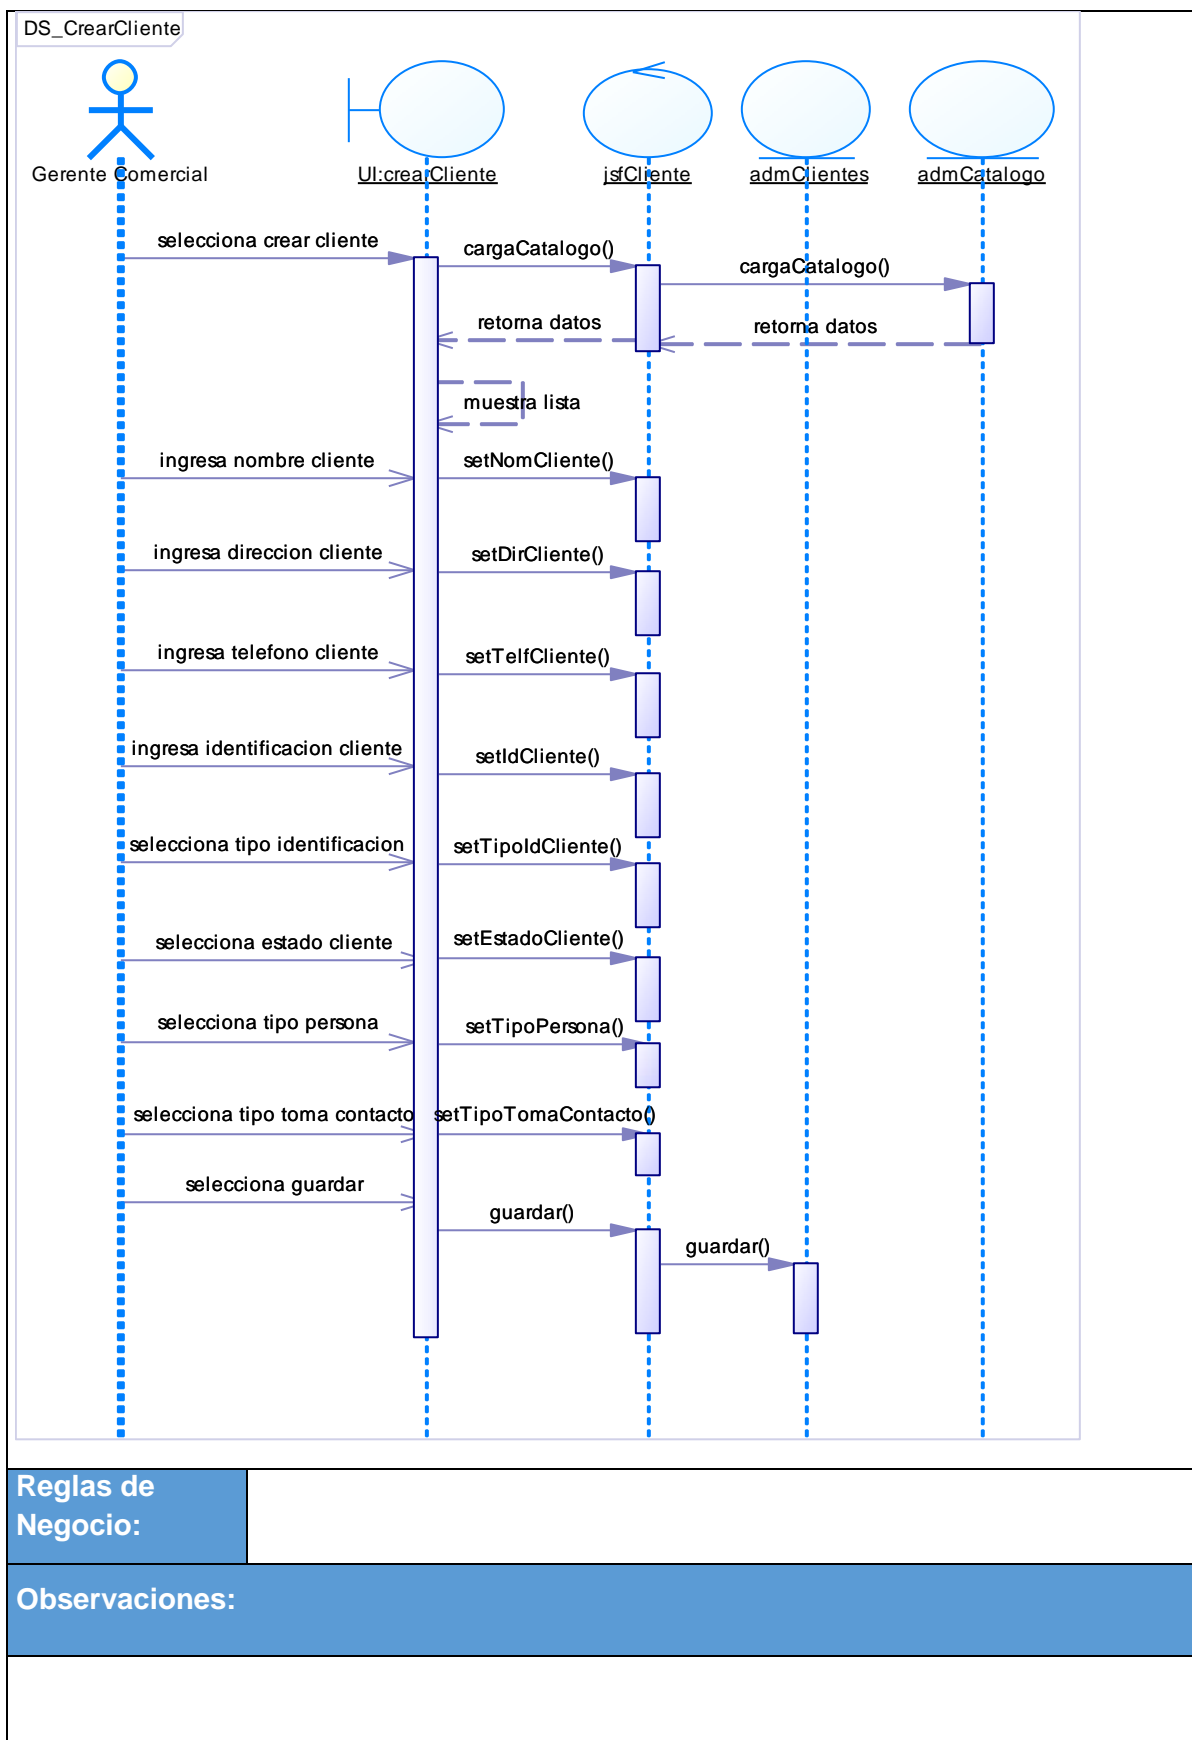 DS_CrearCliente
Gerente Comercial
UI:crearCliente
jsfCliente
admClientes
admCatalogo
selecciona crear cliente
cargaCatalogo()
cargaCatalogo()
retorna datos
retorna datos
muestra lista
ingresa nombre cliente
setNomCliente()
ingresa direccion cliente
setDirCliente()
ingresa telefono cliente
setTelfCliente()
ingresa identificacion cliente
setIdCliente()
selecciona tipo identificacion
setTipoIdCliente()
selecciona estado cliente
setEstadoCliente()
selecciona tipo persona
setTipoPersona()
selecciona tipo toma contacto
setTipoTomaContacto()
selecciona guardar
guardar()
guardar()
Reglas de
Negocio:
Observaciones: